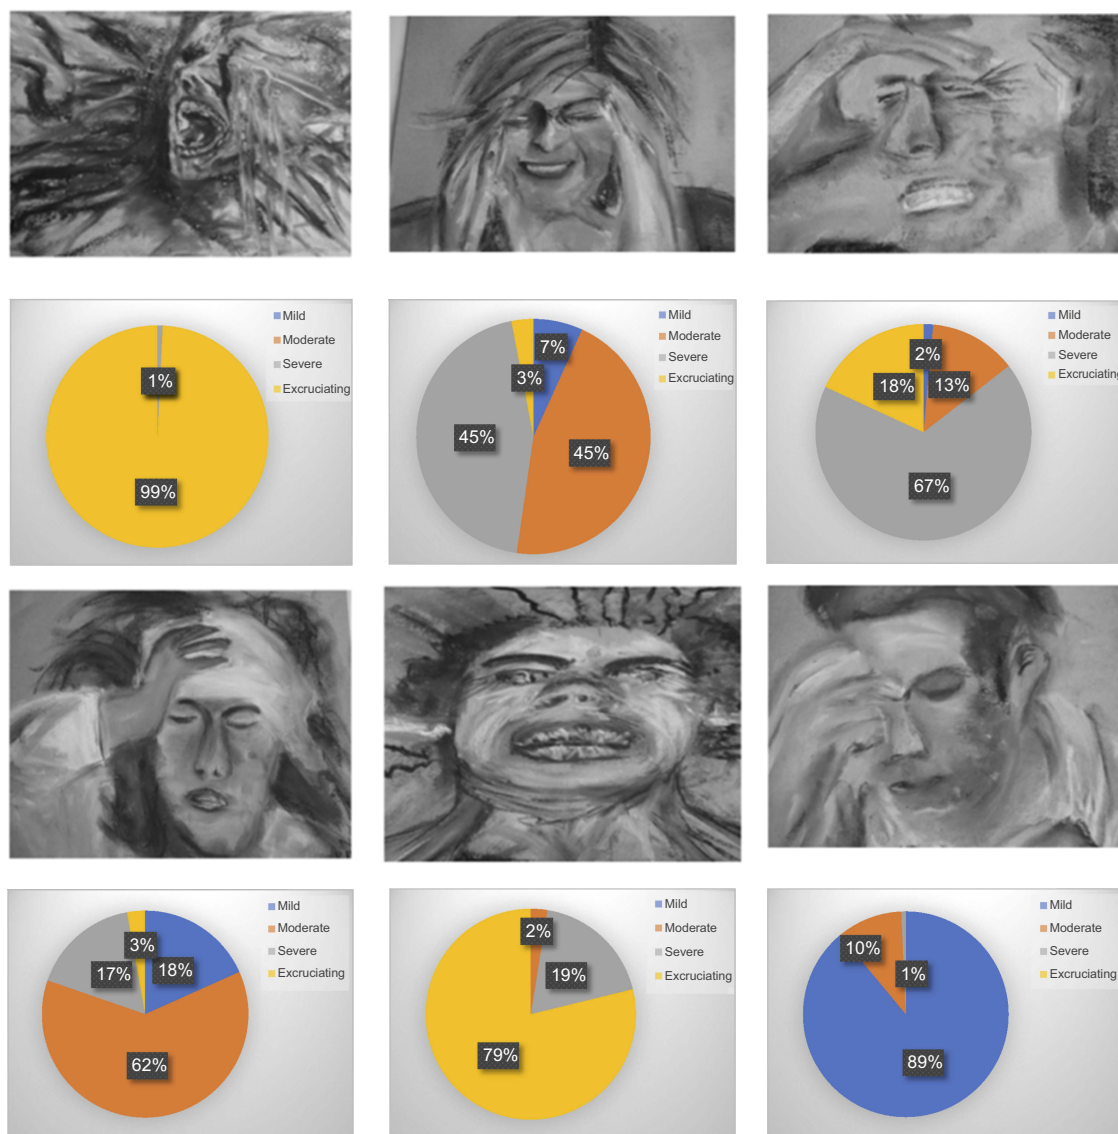 Mild
Moderate
Severe
Excruciating
1%
99%
Mild
Moderate
Severe
Excruciating
7%
3%
45%
45%
Mild
Moderate
Severe
Excruciating
2%
18%
13%
67%
Mild
Moderate
Severe
Excruciating
3%
17%
18%
62%
Mild
Moderate
Severe
Excruciating
2%
19%
79%
Mild
Moderate
Severe
Excruciating
10%
1%
89%